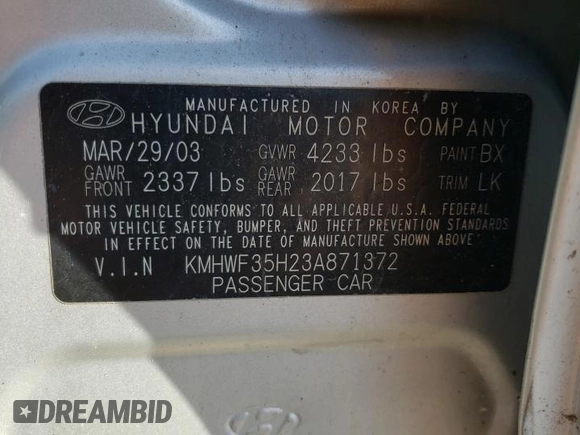 MANUFACTURED IN KOREA BY
HYUNDAI MOTOR COMPANY
MAR/29/03 GVWR 4233 lbs PAINT BX
GAWR FRONT 2337 lbs GAWR REAR 2017 lbs TRIM LK
THIS VEHICLE CONFORMS TO ALL APPLICABLE U.S.A. FEDERAL
MOTOR VEHICLE SAFETY, BUMPER, AND THEFT PREVENTION STANDARDS
IN EFFECT ON THE DATE OF MANUFACTURE SHOWN ABOVE
V.I.N KMHWF35H23A871372
PASSENGER CAR
DREAMBID